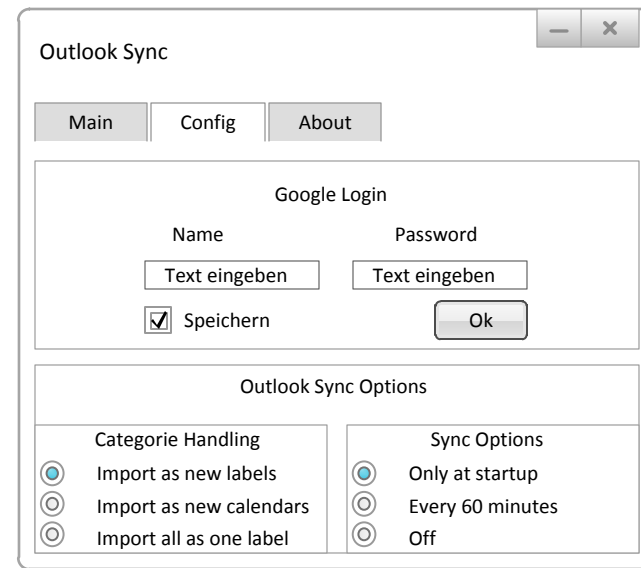 Outlook Sync
Main Config About
Google Login
Name Password
Text eingeben Text eingeben
Speichern Ok
Outlook Sync Options
Categorie Handling Sync Options
Import as new labels Only at startup
Import as new calendars Every 60 minutes
Import all as one label Off